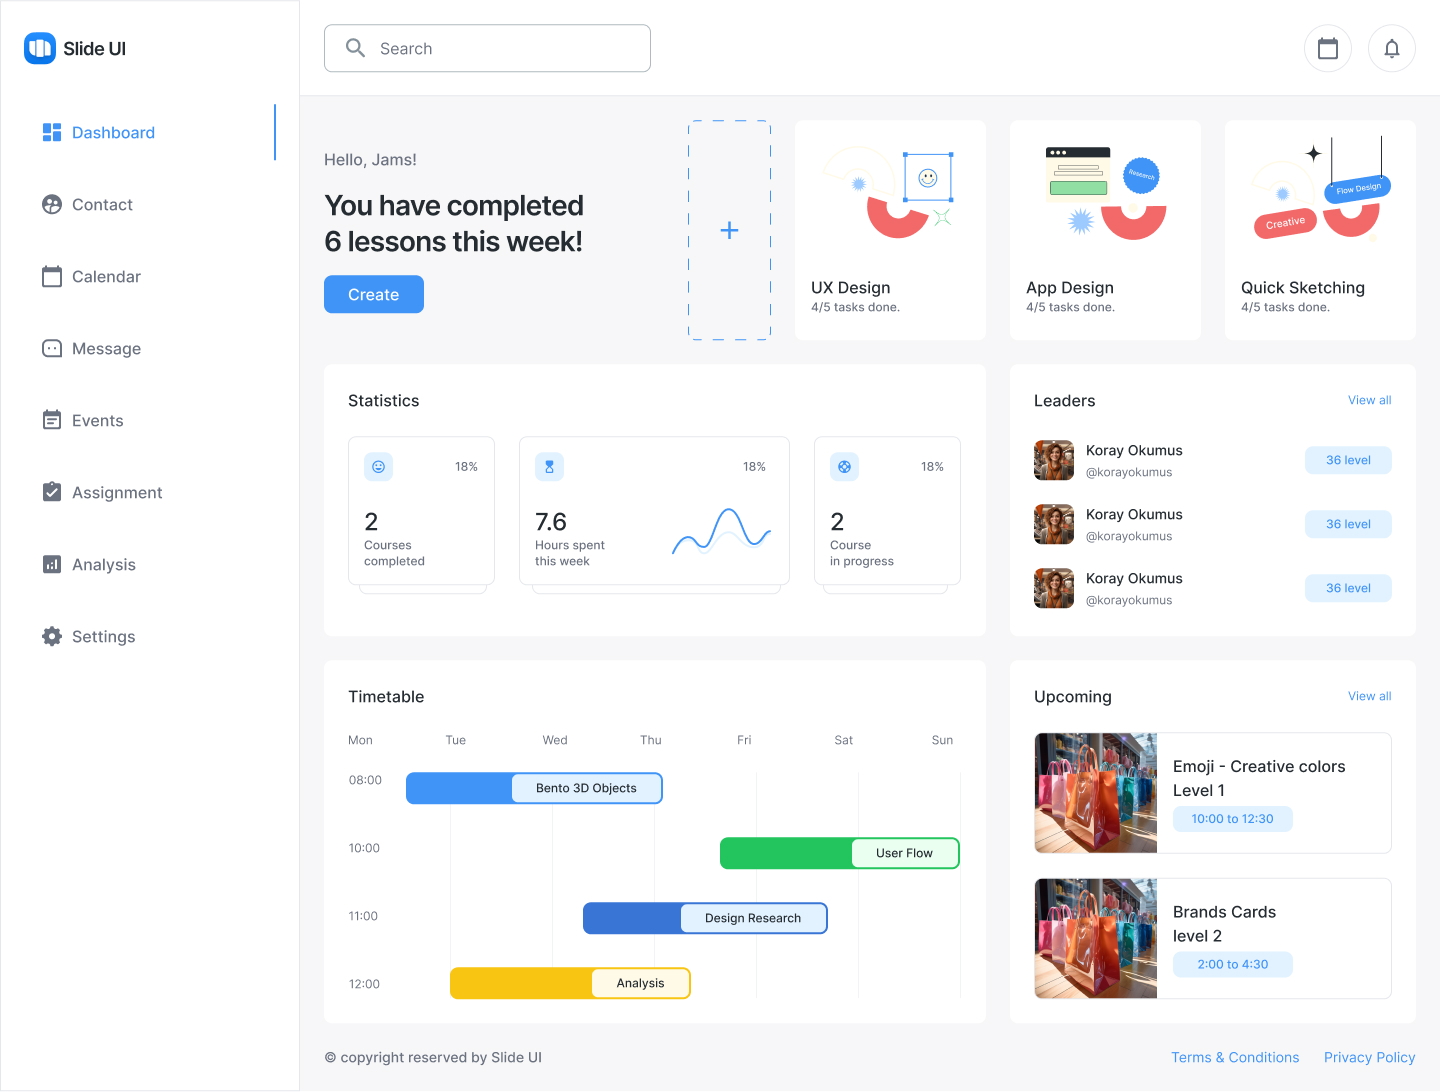 Slide UI
Dashboard
Contact
Calendar
Message
Events
Assignment
Analysis
Settings
Search
Hello, Jams!
You have completed
6 lessons this week!
Create
+
UX Design
4/5 tasks done.
Research
App Design
4/5 tasks done.
Flow Design
Creative
Quick Sketching
4/5 tasks done.
Statistics
18%
2
Courses
completed
18%
7.6
Hours spent
this week
18%
2
Course
in progress
Leaders
View all
Koray Okumus
@korayokumus
36 level
Koray Okumus
@korayokumus
36 level
Koray Okumus
@korayokumus
36 level
Timetable
Mon Tue Wed Thu Fri Sat Sun
08:00
Bento 3D Objects
10:00
User Flow
11:00
Design Research
12:00
Analysis
Upcoming
View all
Emoji - Creative colors
Level 1
10:00 to 12:30
Brands Cards
level 2
2:00 to 4:30
© copyright reserved by Slide UI
Terms & Conditions
Privacy Policy